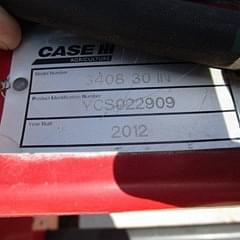 CASE IH
AGRICULTURE
Model Number
3408 30 IN
Product Identification Number
YCS022909
Year Built
2012